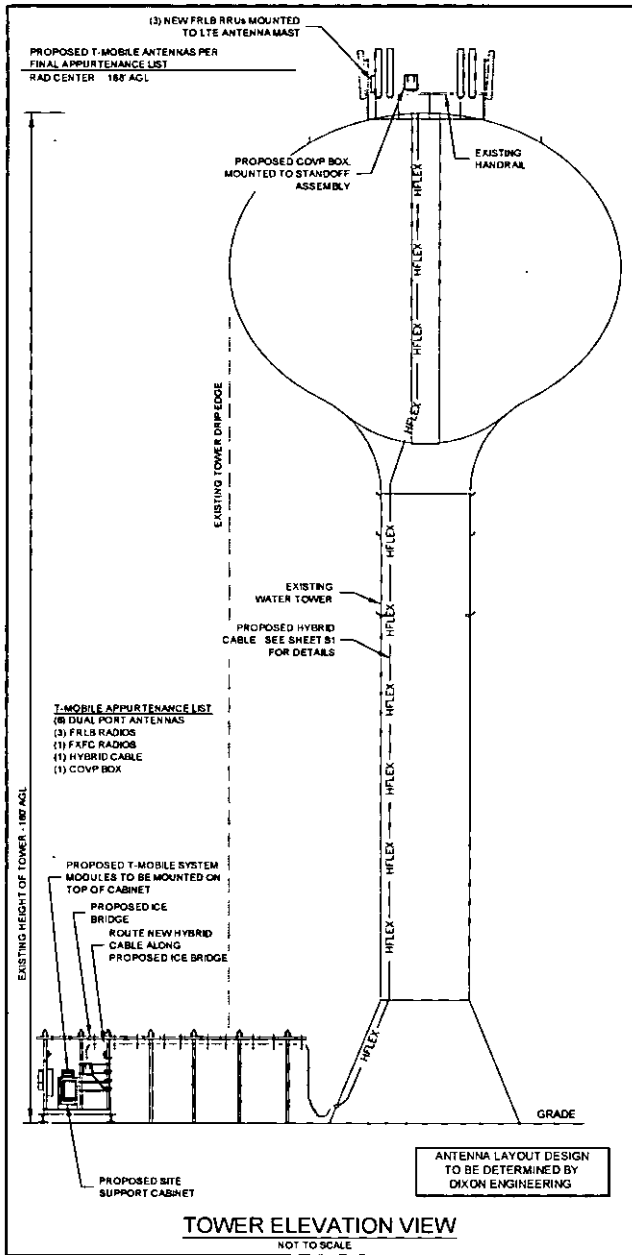 (3) NEW FRLB RRUs MOUNTED
TO LTE ANTENNA MAST
PROPOSED T-MOBILE ANTENNAS PER
FINAL APPURTENANCE LIST
RAD CENTER 168' AGL
PROPOSED COVP BOX
MOUNTED TO STANDOFF
ASSEMBLY
EXISTING
HANDRAIL
HFLEX
HFLEX
HFLEX
HFLEX
EXISTING TOWER DRIP EDGE
HFLEX
EXISTING
WATER TOWER
HFLEX
PROPOSED HYBRID
CABLE SEE SHEET S1
FOR DETAILS
HFLEX
T-MOBILE APPURTENANCE LIST
(6) DUAL PORT ANTENNAS
(3) FRLB RADIOS
(1) FXFC RADIOS
(1) HYBRID CABLE
(1) COVP BOX
HFLEX
HFLEX
HFLEX
EXISTING HEIGHT OF TOWER - 160' AGL
PROPOSED T-MOBILE SYSTEM
MODULES TO BE MOUNTED ON
TOP OF CABINET
PROPOSED ICE
BRIDGE
ROUTE NEW HYBRID
CABLE ALONG
PROPOSED ICE BRIDGE
HFLEX
GRADE
PROPOSED SITE
SUPPORT CABINET
ANTENNA LAYOUT DESIGN
TO BE DETERMINED BY
DIXON ENGINEERING
TOWER ELEVATION VIEW
NOT TO SCALE